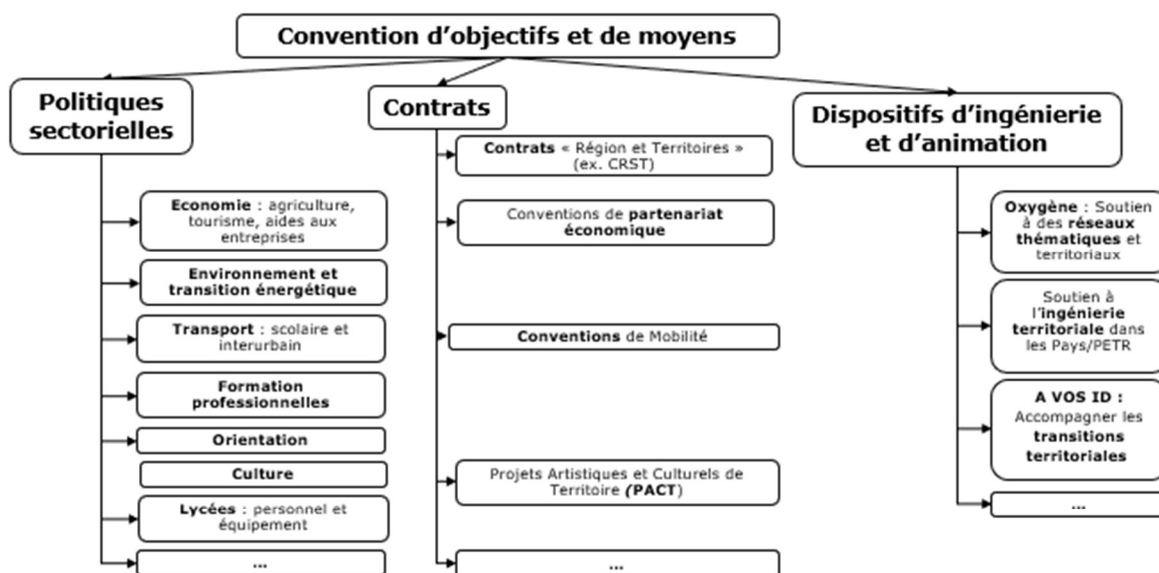 Convention d'objectifs et de moyens
Politiques
sectorielles
Economie : agriculture,
tourisme, aides aux
entreprises
Environnement et
transition énergétique
Transport : scolaire et
interurbain
Formation
professionnelles
Orientation
Culture
Lycées : personnel et
équipement
...
Contrats
Contrats « Région et Territoires »
(ex. CRST)
Conventions de partenariat
économique
Conventions de Mobilité
Projets Artistiques et Culturels de
Territoire (PACT)
...
Dispositifs d'ingénierie
et d'animation
Oxygène : Soutien
à des réseaux
thématiques et
territoriaux
Soutien à
l'ingénierie
territoriale dans
les Pays/PETR
A VOS ID :
Accompagner les
transitions
territoriales
...